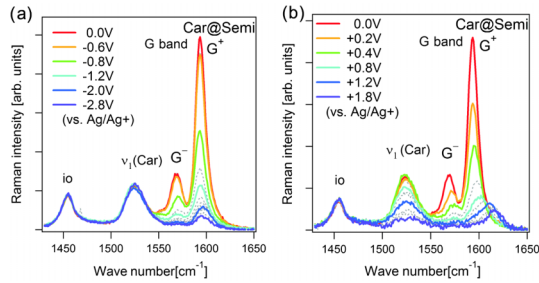 (a)
Car@Semi
G band G⁺
0.0V
-0.6V
-0.8V
-1.2V
-2.0V
-2.8V
(vs. Ag/Ag+)
io
ν₁(Car)
G⁻
Raman intensity [arb. units]
1450 1500 1550 1600 1650
Wave number[cm⁻¹]
(b)
Car@Semi
G band G⁺
0.0V
+0.2V
+0.4V
+0.8V
+1.2V
+1.8V
(vs. Ag/Ag+)
io
ν₁(Car)
G⁻
Raman intensity [arb. units]
1450 1500 1550 1600 1650
Wave number[cm⁻¹]